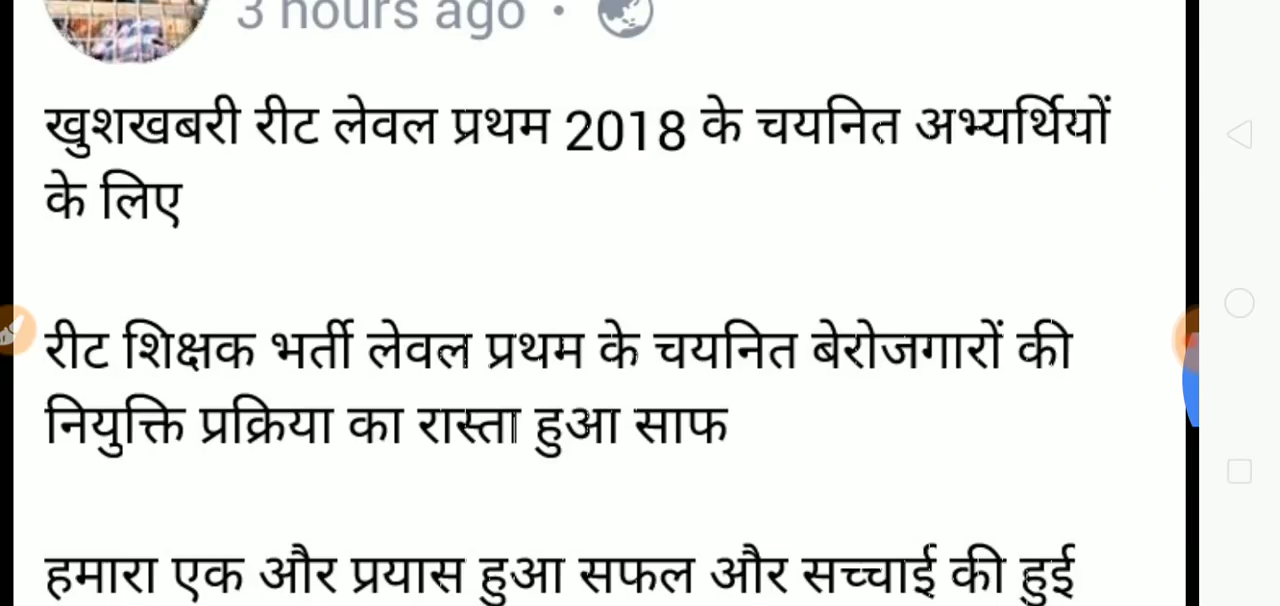 3 hours ago ·
खुशखबरी रीट लेवल प्रथम 2018 के चयनित अभ्यर्थियों
के लिए
रीट शिक्षक भर्ती लेवल प्रथम के चयनित बेरोजगारों की
नियुक्ति प्रक्रिया का रास्ता हुआ साफ
हमारा एक और प्रयास हुआ सफल और सच्चाई की हुई